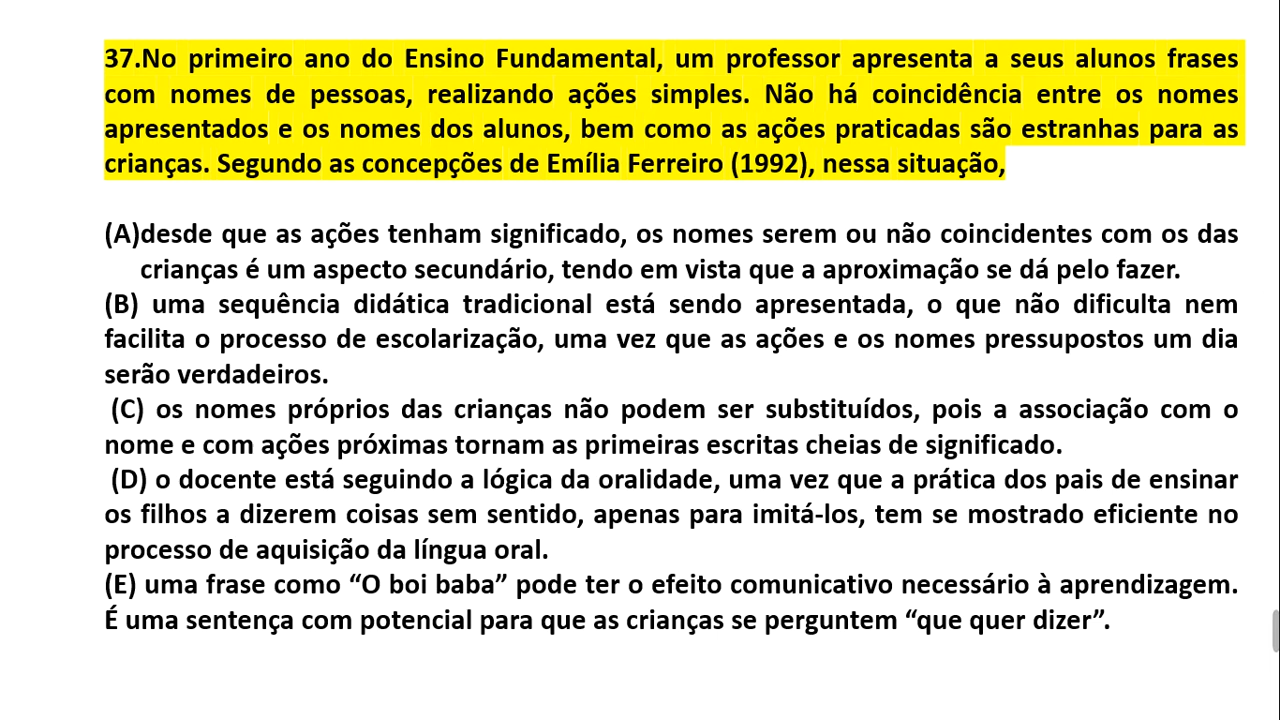 37.No primeiro ano do Ensino Fundamental, um professor apresenta a seus alunos frases
com nomes de pessoas, realizando ações simples. Não há coincidência entre os nomes
apresentados e os nomes dos alunos, bem como as ações praticadas são estranhas para as
crianças. Segundo as concepções de Emília Ferreiro (1992), nessa situação,
(A)desde que as ações tenham significado, os nomes serem ou não coincidentes com os das
crianças é um aspecto secundário, tendo em vista que a aproximação se dá pelo fazer.
(B) uma sequência didática tradicional está sendo apresentada, o que não dificulta nem
facilita o processo de escolarização, uma vez que as ações e os nomes pressupostos um dia
serão verdadeiros.
(C) os nomes próprios das crianças não podem ser substituídos, pois a associação com o
nome e com ações próximas tornam as primeiras escritas cheias de significado.
(D) o docente está seguindo a lógica da oralidade, uma vez que a prática dos pais de ensinar
os filhos a dizerem coisas sem sentido, apenas para imitá-los, tem se mostrado eficiente no
processo de aquisição da língua oral.
(E) uma frase como “O boi baba” pode ter o efeito comunicativo necessário à aprendizagem.
É uma sentença com potencial para que as crianças se perguntem “que quer dizer”.